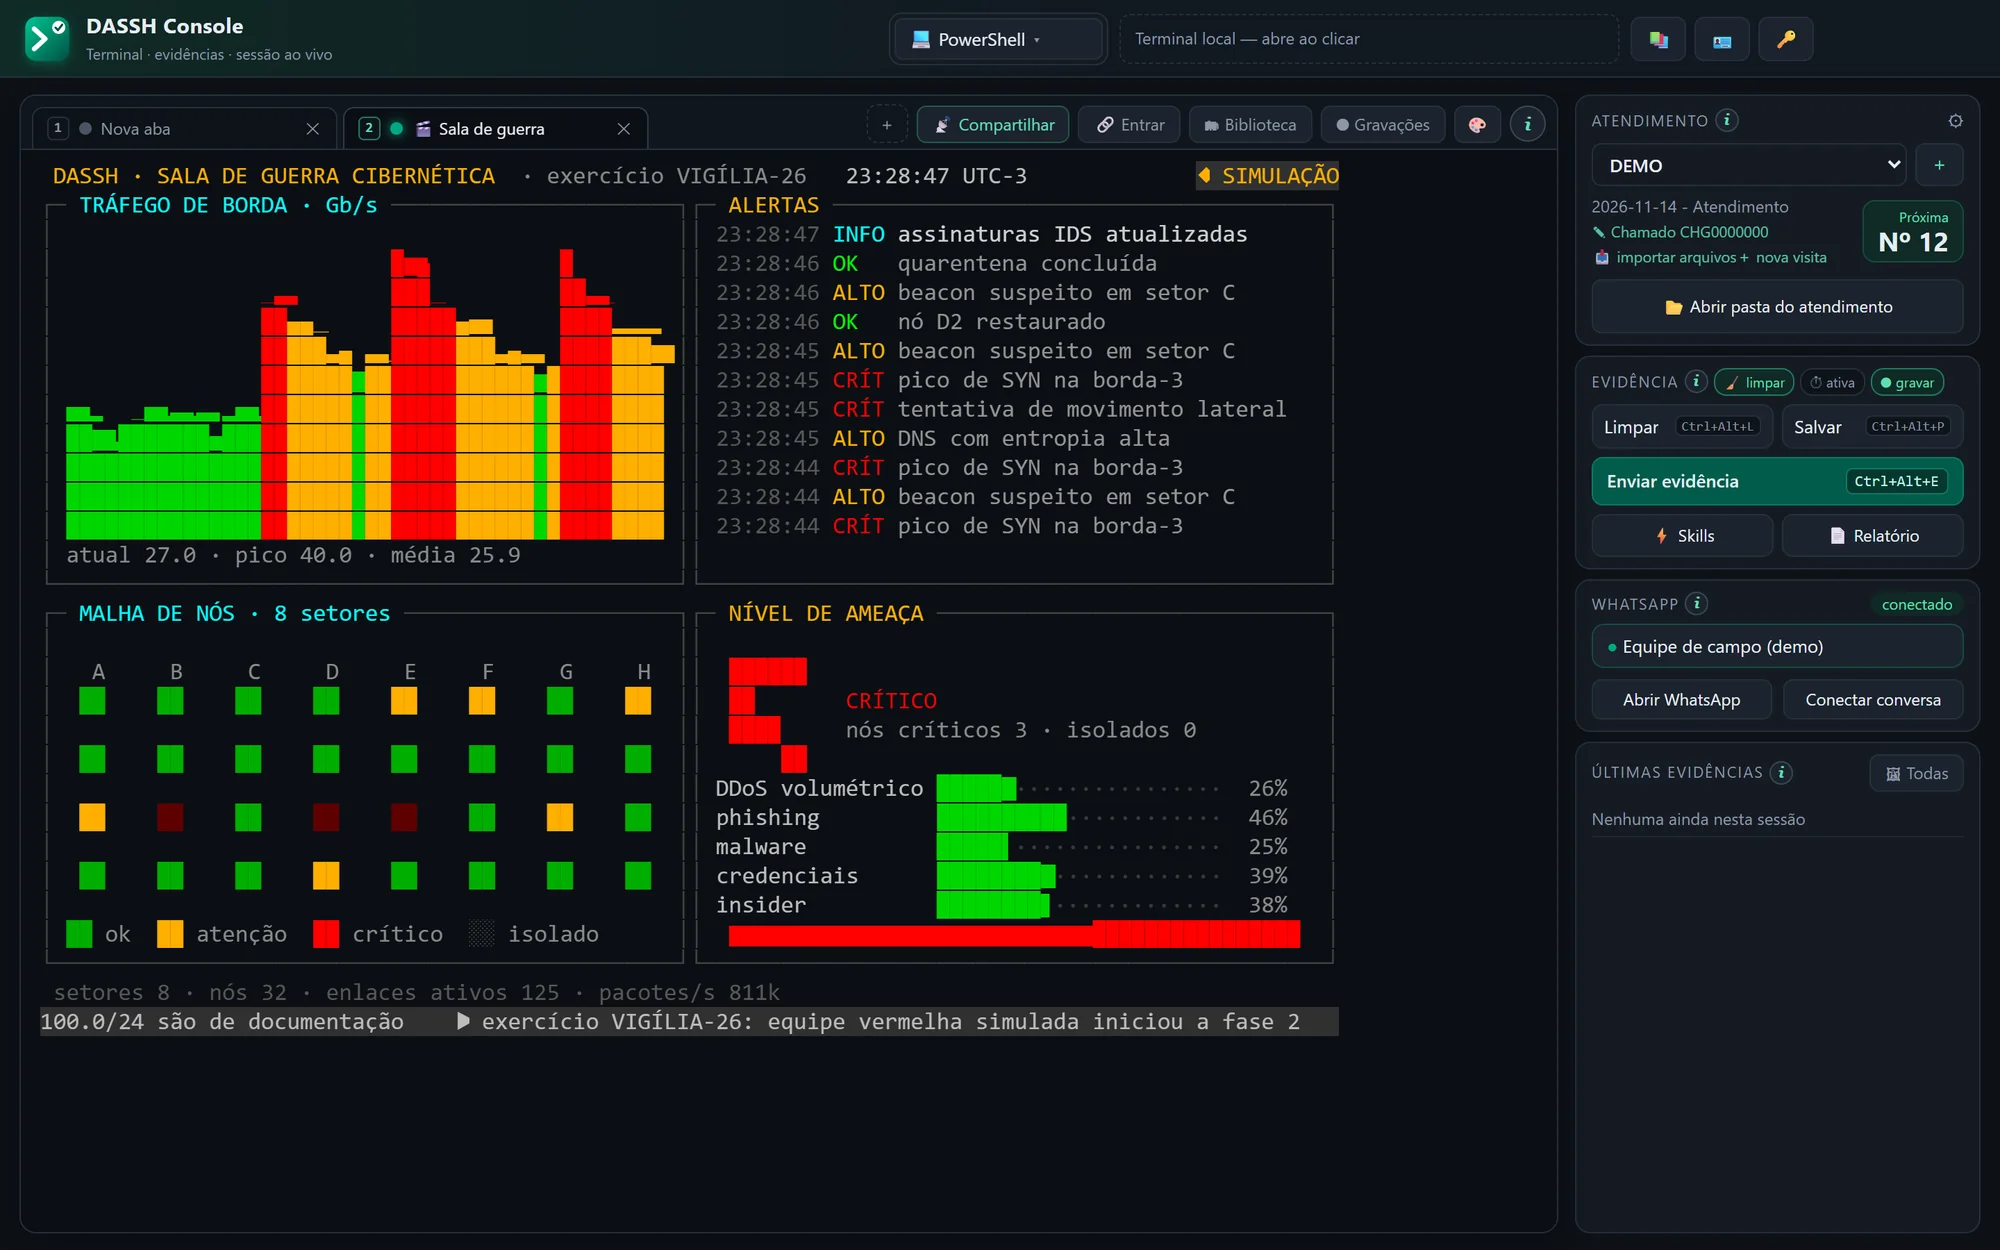 DASSH Console
Terminal · evidências · sessão ao vivo
PowerShell
Terminal local — abre ao clicar
1 Nova aba
2 Sala de guerra
+
Compartilhar
Entrar
Biblioteca
Gravações
i
DASSH · SALA DE GUERRA CIBERNÉTICA · exercício VIGÍLIA-26 23:28:47 UTC-3 SIMULAÇÃO
TRÁFEGO DE BORDA · Gb/s
atual 27.0 · pico 40.0 · média 25.9
ALERTAS
23:28:47 INFO assinaturas IDS atualizadas
23:28:46 OK quarentena concluída
23:28:46 ALTO beacon suspeito em setor C
23:28:46 OK nó D2 restaurado
23:28:45 ALTO beacon suspeito em setor C
23:28:45 CRÍT pico de SYN na borda-3
23:28:45 CRÍT tentativa de movimento lateral
23:28:45 ALTO DNS com entropia alta
23:28:44 CRÍT pico de SYN na borda-3
23:28:44 ALTO beacon suspeito em setor C
23:28:44 CRÍT pico de SYN na borda-3
MALHA DE NÓS · 8 setores
A B C D E F G H
ok atenção crítico isolado
NÍVEL DE AMEAÇA
CRÍTICO
nós críticos 3 · isolados 0
DDoS volumétrico 26%
phishing 46%
malware 25%
credenciais 39%
insider 38%
setores 8 · nós 32 · enlaces ativos 125 · pacotes/s 811k
100.0/24 são de documentação ▶ exercício VIGÍLIA-26: equipe vermelha simulada iniciou a fase 2
ATENDIMENTO i
DEMO
+
2026-11-14 - Atendimento
Chamado CHG0000000
importar arquivos + nova visita
Próxima
Nº 12
Abrir pasta do atendimento
EVIDÊNCIA i limpar ativa gravar
Limpar Ctrl+Alt+L
Salvar Ctrl+Alt+P
Enviar evidência Ctrl+Alt+E
Skills
Relatório
WHATSAPP i conectado
Equipe de campo (demo)
Abrir WhatsApp
Conectar conversa
ÚLTIMAS EVIDÊNCIAS i Todas
Nenhuma ainda nesta sessão